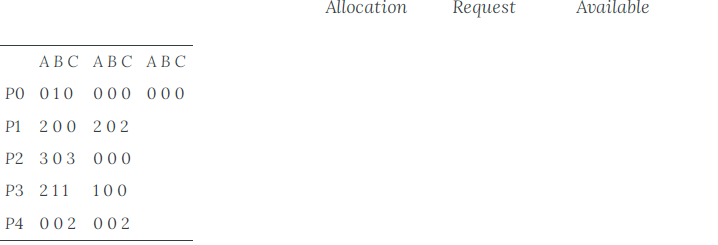 Allocation Request Available
A B C A B C A B C
P0 0 1 0 0 0 0 0 0 0
P1 2 0 0 2 0 2
P2 3 0 3 0 0 0
P3 2 1 1 1 0 0
P4 0 0 2 0 0 2